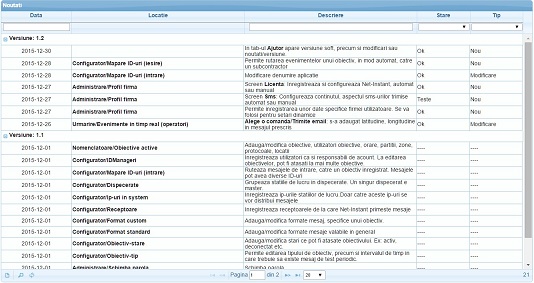 Noutati
Data Locatie Descriere Stare Tip
Versiune: 1.2
2015-12-30 In tab-ul Ajutor apare versiune soft, precum si modificari sau noutati/versiune Ok Nou
2015-12-28 Configurator/Mapare ID-uri (iesire) Permite rutarea evenimentelor unui obiectiv, in mod automat, catre un subcontractor Ok Nou
2015-12-28 Configurator/Mapare ID-uri (intrare) Modificare denumire aplicatie Ok Modificare
2015-12-27 Administrare/Profil firma Screen Licenta: Inregistreaza si configureaza Net-Instant, automat sau manual Ok Nou
2015-12-27 Administrare/Profil firma Screen Sms: Configureaza continutul, aspectul sms-urilor trimise automat sau manual Teste Nou
2015-12-27 Administrare/Profil firma Permite inregistrarea unor date specifice firmei utilizatoare. Se va folosi pentru setari dinamice Ok Nou
2015-12-26 Urmarire/Evenimente in timp real (operatori) Alege o comanda/Trimite email: s-a adaugat latitudine, longitudine in mesajul prescris Ok Modificare
Versiune: 1.1
2015-12-01 Nomenclatoare/Obiective active Adauga/modifica obiective, utilizatori obiective, orare, partitii, zone, protocoale, locatii ---- ----
2015-12-01 Configurator/IDManageri Inregistreaza utilizatori ca si responsabili de acount. La editarea obiectivelor, pot fi atasati la mai multe obiective ---- ----
2015-12-01 Configurator/Mapare ID-uri (intrare) Ruteaza mesajele de intrare, catre un obiectiv inregistrat. Mesajele pot avea diverse ID-uri ---- ----
2015-12-01 Configurator/Dispecerate Grupeaza statiile de lucru in dispecerate. Un singur dispecerat e master ---- ----
2015-12-01 Configurator/Ip-uri in system Inregistreaza ip-urile statiilor de lucru.Doar catre aceste ip-uri se vor distribui mesajele ---- ----
2015-12-01 Configurator/Receptoare Inregistreaza receptoarele de la care Net-Instant primeste mesaje ---- ----
2015-12-01 Configurator/Format custom Adauga/modifica formate mesaj, specifice unui obiectiv. ---- ----
2015-12-01 Configurator/Format standard Adauga/modifica formate mesaj valabile in general ---- ----
2015-12-01 Configurator/Obiectiv-stare Adauga/modifica stari ce pot fi atasate obiectivului. Ex: activ, deconectat etc. ---- ----
2015-12-01 Configurator/Obiectiv-tip Permite editarea tipului de obiectiv, precum si intervalul de timp in care trebuie sa existe mesaj de test periodic. ---- ----
2015-12-01 Administrare/Schimba parola Schimba parola ---- ----
Pagina 1 din 2 20 21